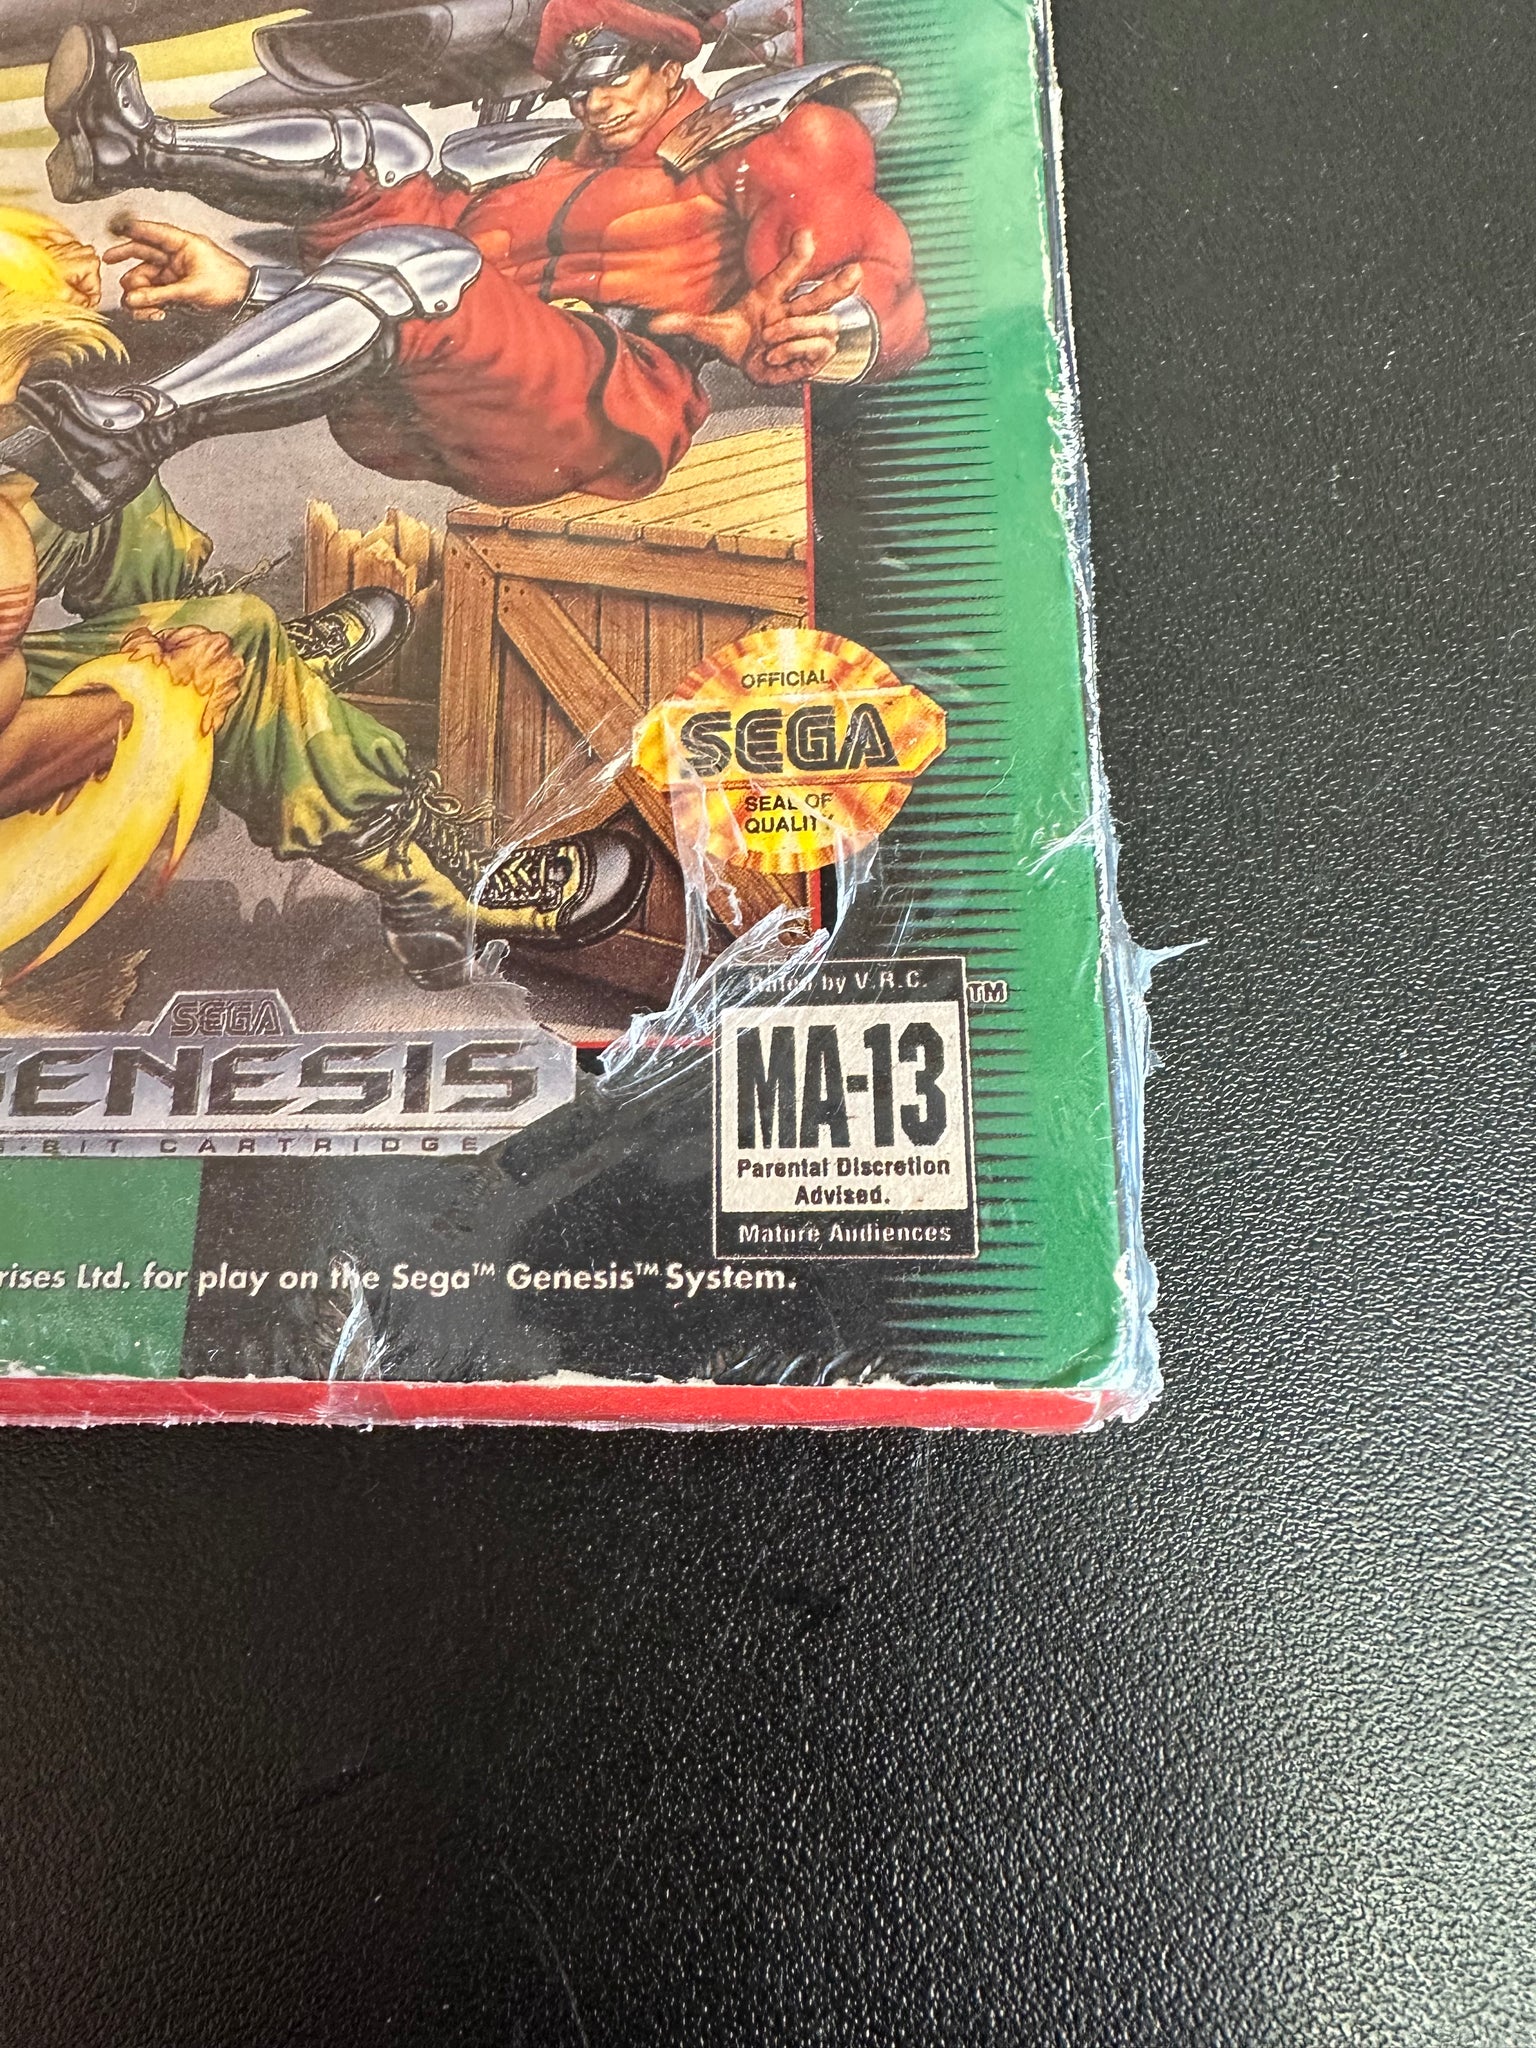 OFFICIAL
SEGA
SEAL OF
QUALITY
Rated by V.R.C.
TM
MA-13
Parental Discretion
Advised.
Mature Audiences
SEGA
GENESIS
BIT CARTRIDGE
Ltd. for play on the Sega™ Genesis™ System.